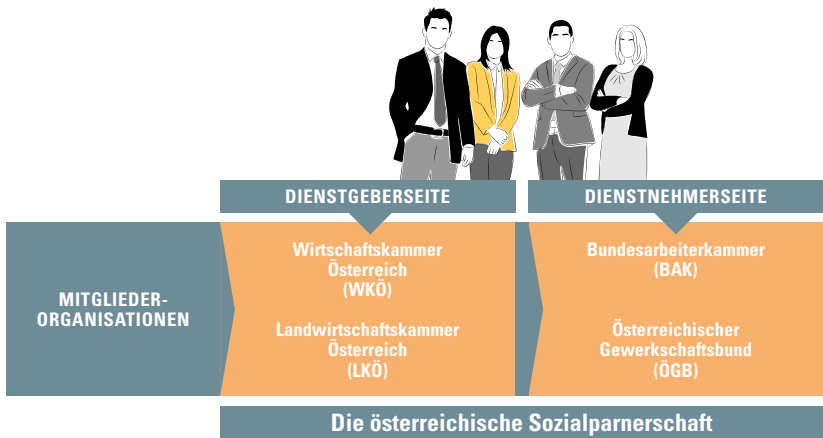 DIENSTGEBERSEITE
DIENSTNEHMERSEITE
MITGLIEDER-
ORGANISATIONEN
Wirtschaftskammer
Österreich
(WKÖ)
Landwirtschaftskammer
Österreich
(LKÖ)
Bundesarbeiterkammer
(BAK)
Österreichischer
Gewerkschaftsbund
(ÖGB)
Die österreichische Sozialparnerschaft